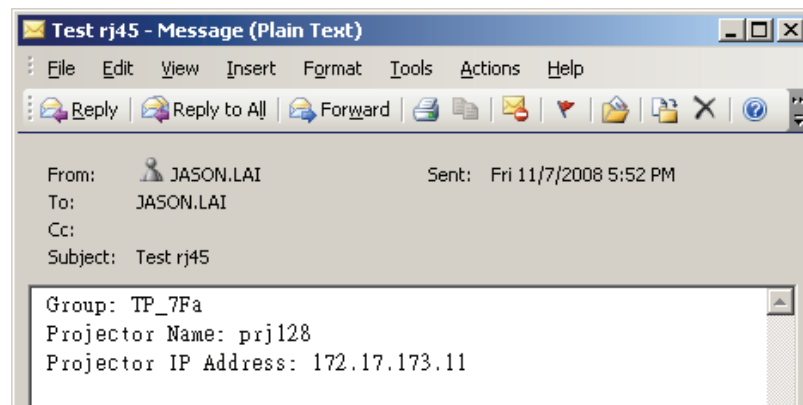 Test rj45 - Message (Plain Text)
File Edit View Insert Format Tools Actions Help
Reply Reply to All Forward
From: JASON.LAI Sent: Fri 11/7/2008 5:52 PM
To: JASON.LAI
Cc:
Subject: Test rj45
Group: TP_7Fa
Projector Name: prj128
Projector IP Address: 172.17.173.11